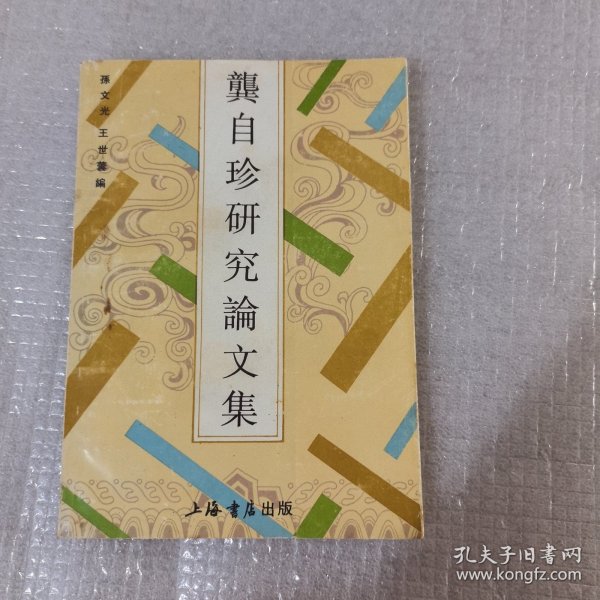 龔自珍研究論文集
孫文光 王世蕓編
上海書店出版
孔夫子旧书网
www.kongfz.com